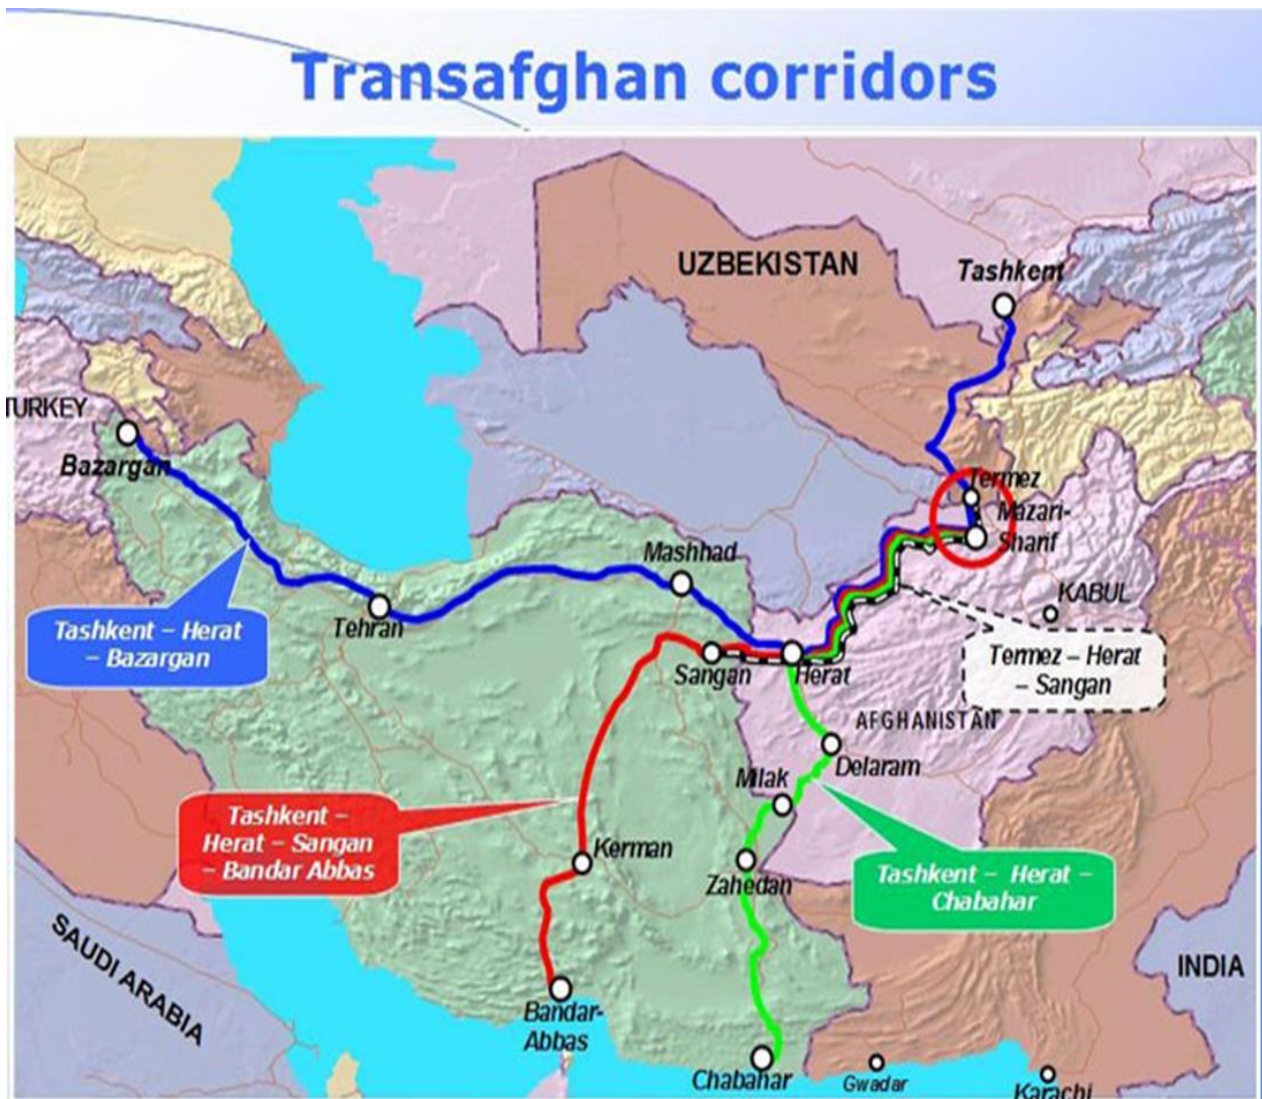 Transafghan corridors
UZBEKISTAN
Tashkent
TURKEY
Bazargan
Termez
Mazari-
Sharif
Mashhad
KABUL
Tehran
Tashkent – Herat
– Bazargan
Sangan
Herat
Termez – Herat
– Sangan
AFGHANISTAN
Delaram
Milak
Tashkent –
Herat – Sangan
– Bandar Abbas
Kerman
Zahedan
Tashkent – Herat –
Chabahar
SAUDI ARABIA
INDIA
Bandar-
Abbas
Chabahar
Gwadar
Karachi